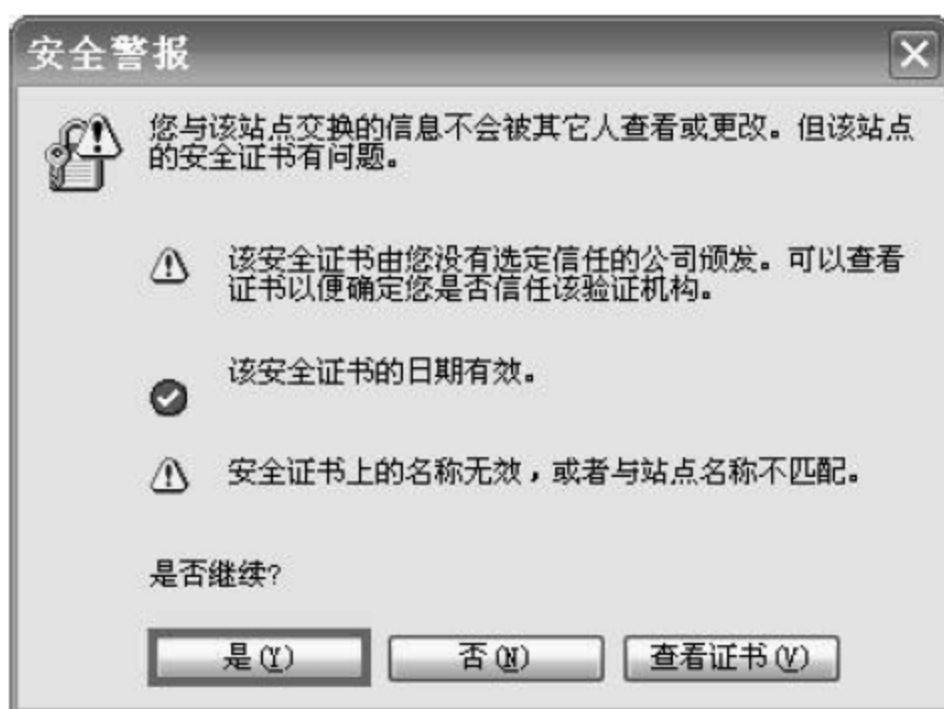 安全警报
您与该站点交换的信息不会被其它人查看或更改。但该站点
的安全证书有问题。
该安全证书由您没有选定信任的公司颁发。可以查看
证书以便确定您是否信任该验证机构。
该安全证书的日期有效。
安全证书上的名称无效，或者与站点名称不匹配。
是否继续?
是(Y) 否(N) 查看证书(V)